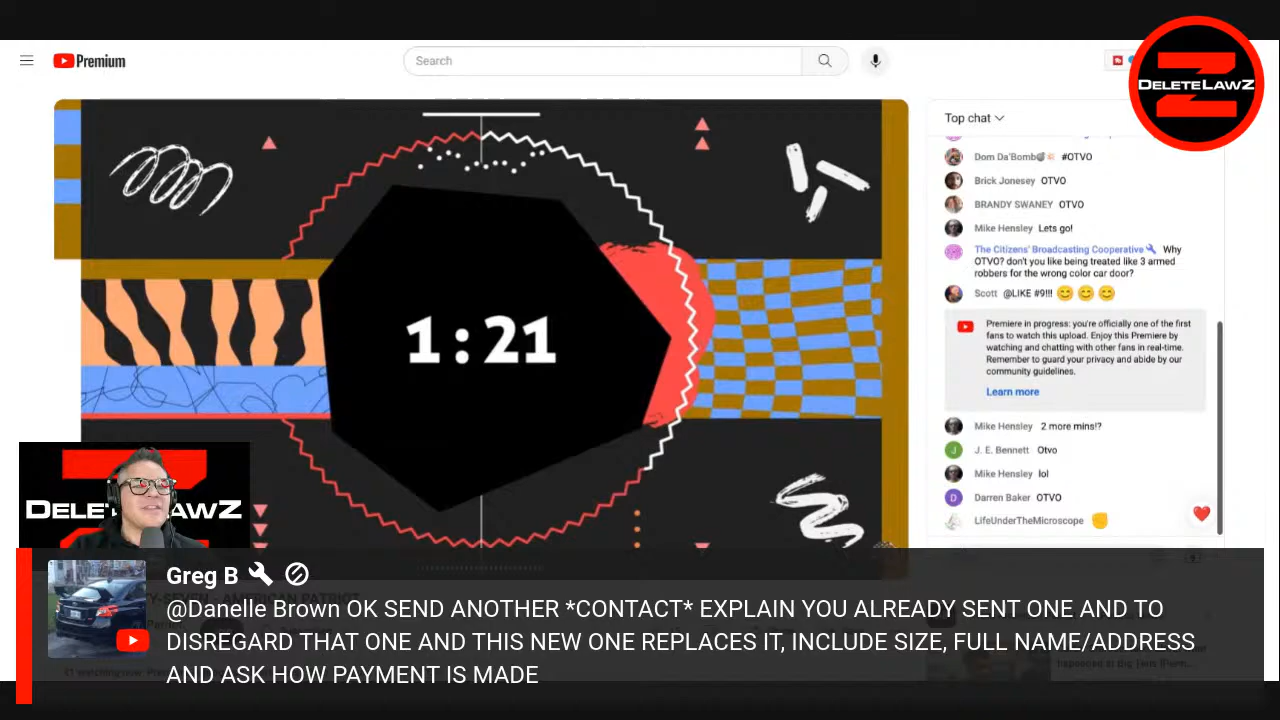 Premium
Search
DELETELAWZ
Top chat
Dom Da'Bomb #OTVO
Brick Jonesey OTVO
BRANDY SWANEY OTVO
Mike Hensley Lets go!
The Citizens' Broadcasting Cooperative Why
OTVO? don't you like being treated like 3 armed
robbers for the wrong color car door?
Scott @LIKE #9!!!
Premiere in progress: you're officially one of the first
fans to watch this upload. Enjoy this Premiere by
watching and chatting with other fans in real-time.
Remember to guard your privacy and abide by our
community guidelines.
Learn more
Mike Hensley 2 more mins!?
J. E. Bennett Otvo
Mike Hensley lol
Darren Baker OTVO
LifeUnderTheMicroscope
1:21
DELETELAWZ
Greg B
@Danelle Brown OK SEND ANOTHER *CONTACT* EXPLAIN YOU ALREADY SENT ONE AND TO
DISREGARD THAT ONE AND THIS NEW ONE REPLACES IT, INCLUDE SIZE, FULL NAME/ADDRESS
AND ASK HOW PAYMENT IS MADE